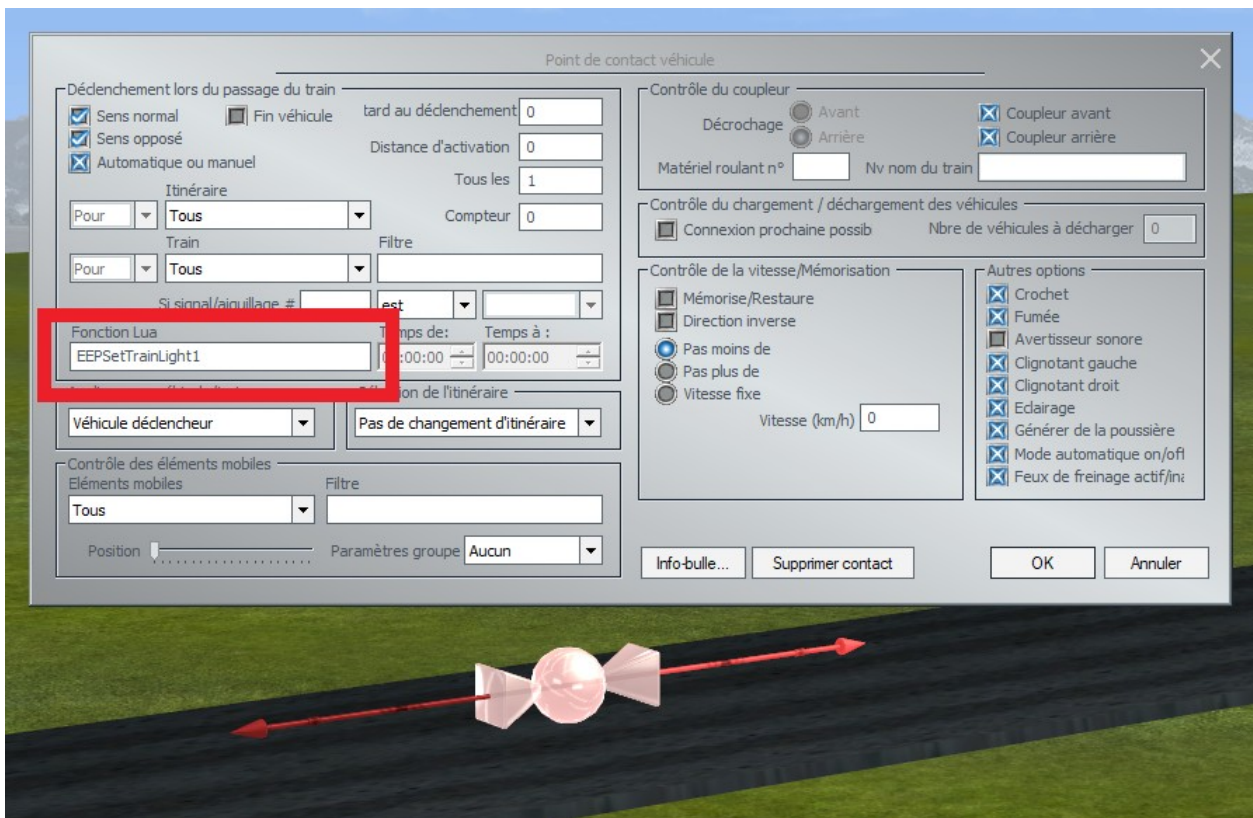 Point de contact véhicule
Déclenchement lors du passage du train
Sens normal
Fin véhicule
tard au déclenchement 0
Sens opposé
Distance d'activation 0
Automatique ou manuel
Tous les 1
Itinéraire
Pour Tous
Compteur 0
Train Filtre
Pour Tous
Si signal/aiguillage # est
Fonction Lua
Temps de: Temps à :
EEPSetTrainLight1
00:00:00
Véhicule déclencheur
Pas de changement d'itinéraire
Contrôle des éléments mobiles
Eléments mobiles Filtre
Tous
Position
Paramètres groupe Aucun
Contrôle du coupleur
Décrochage Avant
Arrière
Coupleur avant
Coupleur arrière
Matériel roulant n° Nv nom du train
Contrôle du chargement / déchargement des véhicules
Connexion prochaine possib Nbre de véhicules à décharger 0
Contrôle de la vitesse/Mémorisation
Mémorise/Restaure
Direction inverse
Pas moins de
Pas plus de
Vitesse fixe
Vitesse (km/h) 0
Autres options
Crochet
Fumée
Avertisseur sonore
Clignotant gauche
Clignotant droit
Eclairage
Générer de la poussière
Mode automatique on/off
Feux de freinage actif/ina
Info-bulle... Supprimer contact OK Annuler